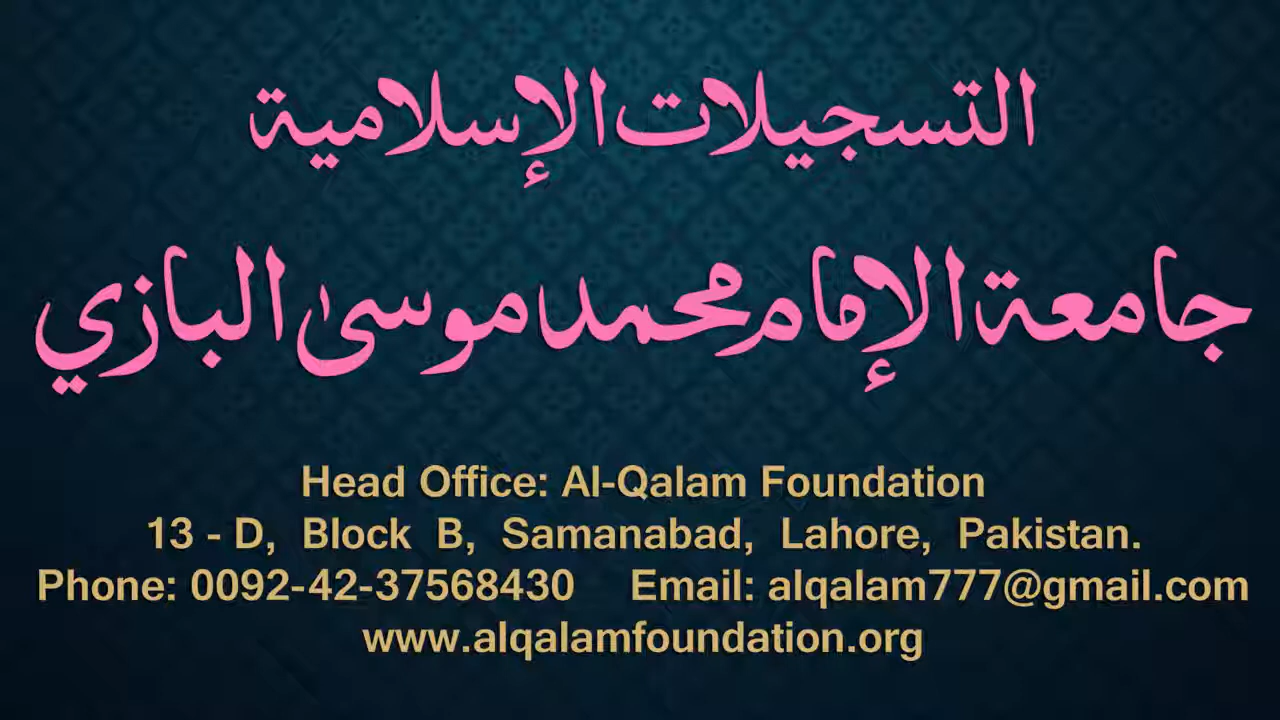 التسجيلات الإسلامية
جامعة الإمام محمد موسىٰ البازي
Head Office: Al-Qalam Foundation
13 - D, Block B, Samanabad, Lahore, Pakistan.
Phone: 0092-42-37568430 Email: alqalam777@gmail.com
www.alqalamfoundation.org